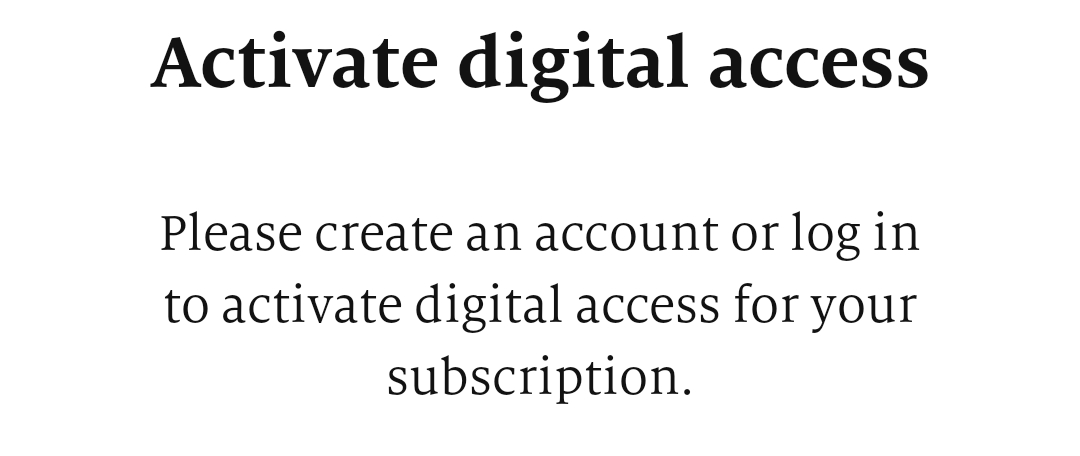 Activate digital access
Please create an account or log in
to activate digital access for your
subscription.